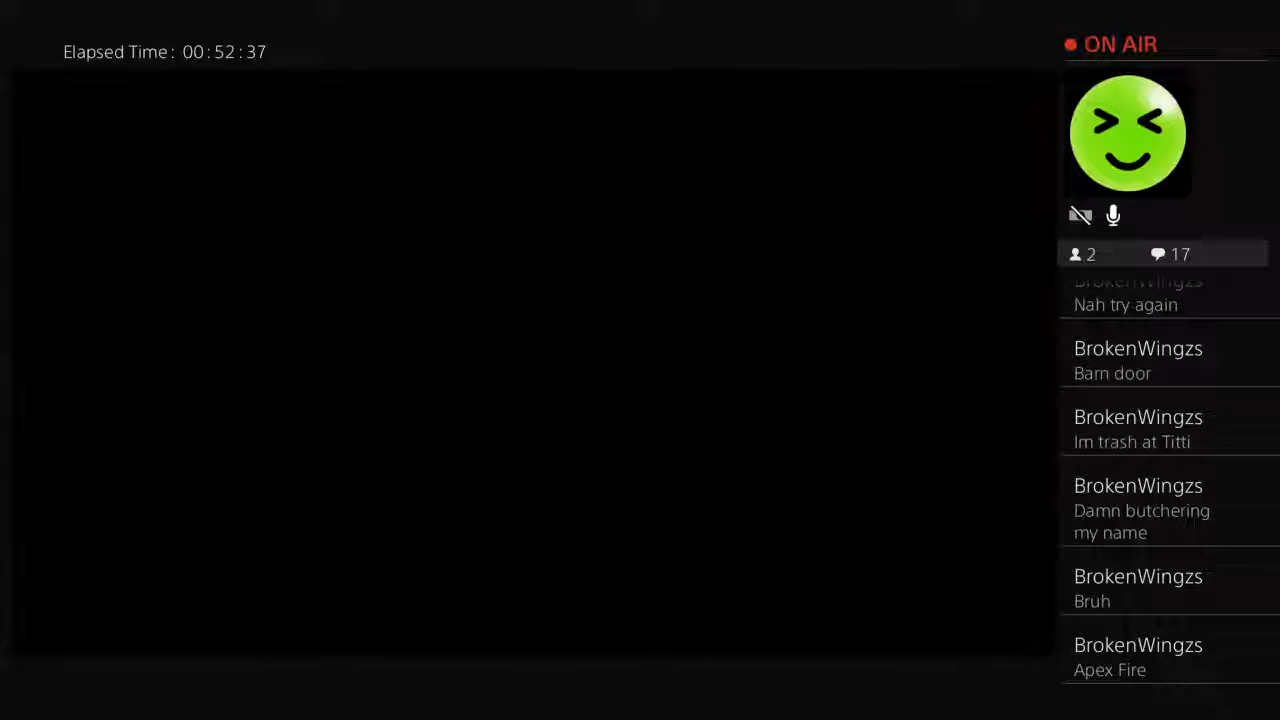 Elapsed Time: 00:52:37
ON AIR
2
17
BrokenWingzs
Nah try again
BrokenWingzs
Barn door
BrokenWingzs
Im trash at Titti
BrokenWingzs
Damn butchering
my name
BrokenWingzs
Bruh
BrokenWingzs
Apex Fire